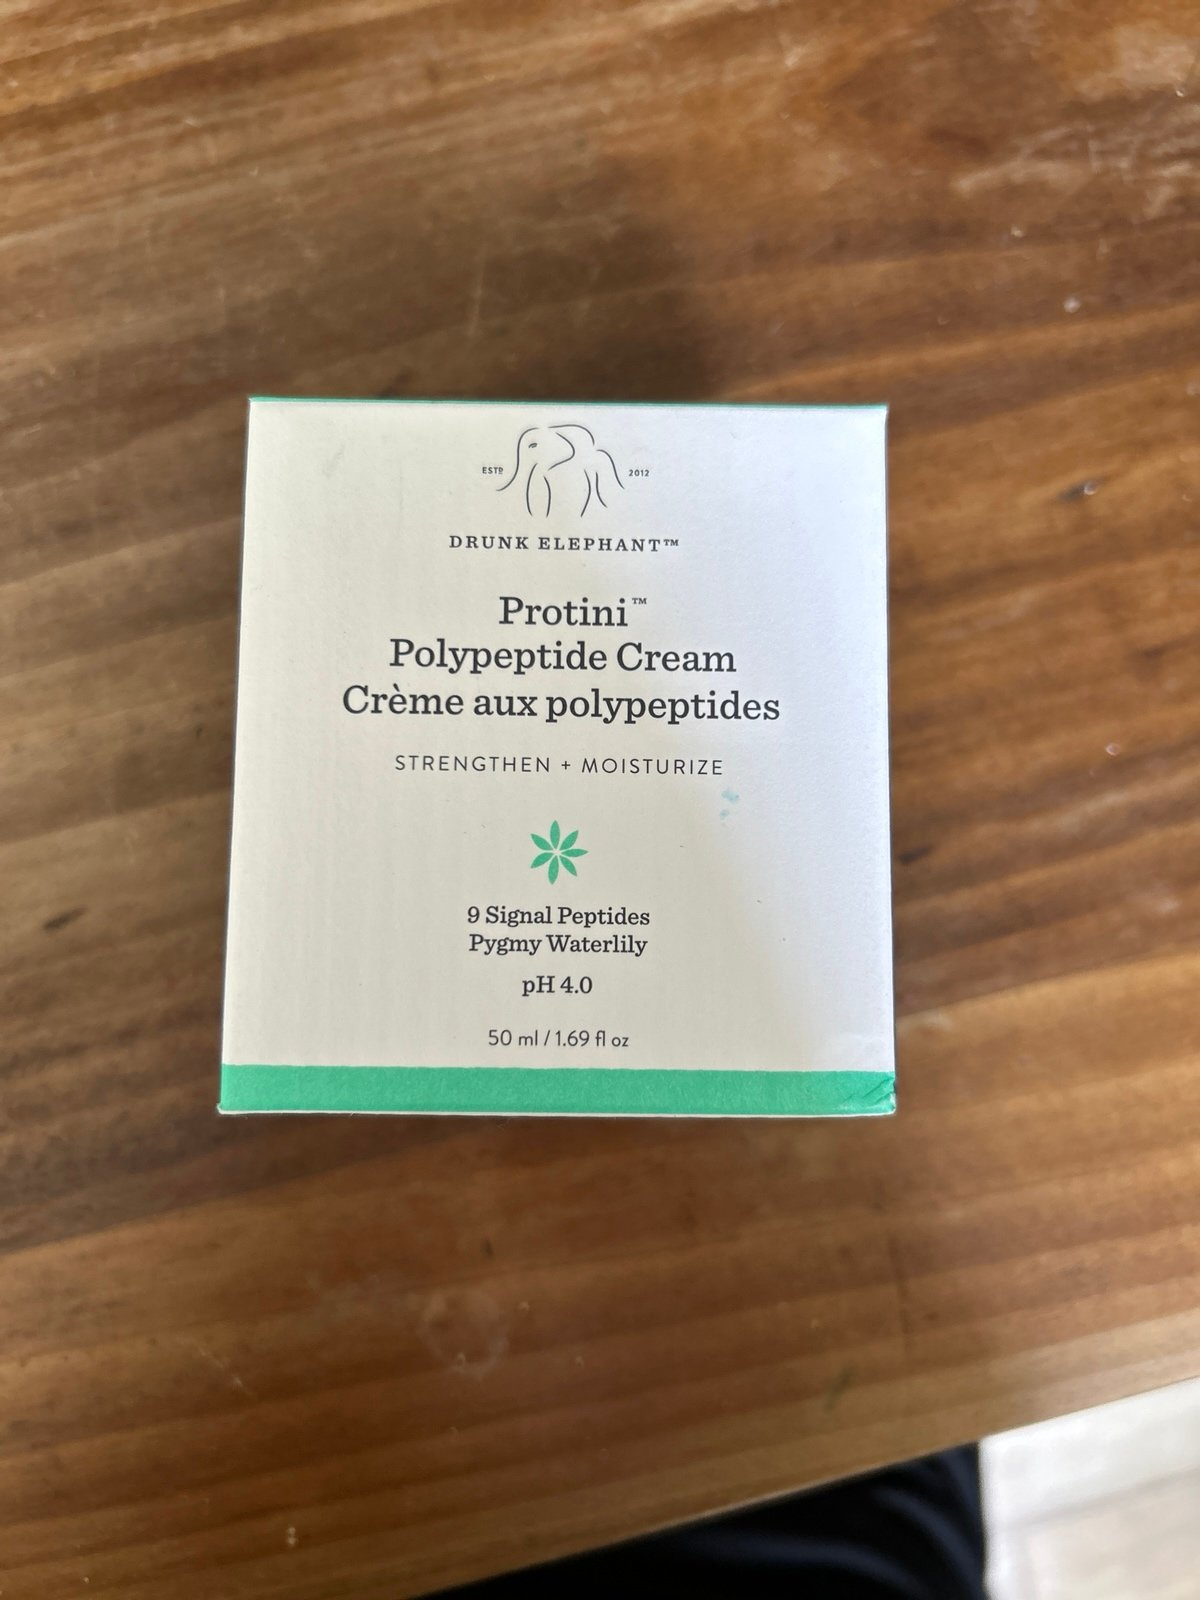 ESTD 2012
DRUNK ELEPHANT™
Protini™
Polypeptide Cream
Crème aux polypeptides
STRENGTHEN + MOISTURIZE
9 Signal Peptides
Pygmy Waterlily
pH 4.0
50 ml / 1.69 fl oz